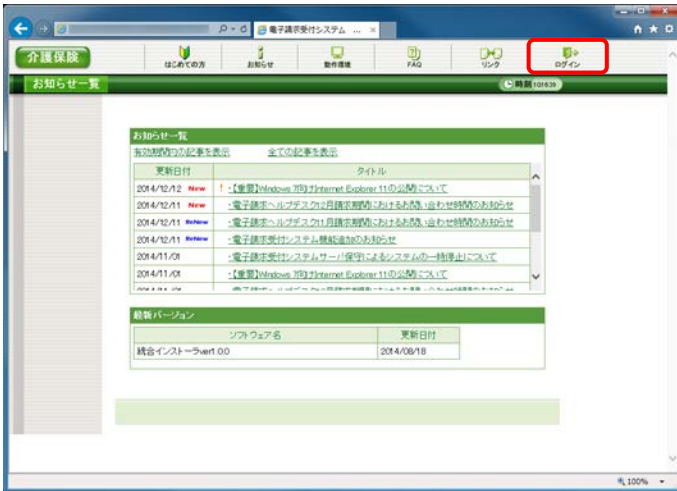 電子請求受付システム ...
介護保険
はじめての方
お知らせ
動作環境
FAQ
リンク
ログイン
お知らせ一覧
時刻 101639
お知らせ一覧
有効期間内の記事を表示 全ての記事を表示
更新日付 タイトル
2014/12/12 New ! ・【重要】Windows 7向けInternet Explorer 11の公開について
2014/12/11 New ・電子請求ヘルプデスク12月請求期間におけるお問い合わせ時間のお知らせ
2014/12/11 ReNew ・電子請求ヘルプデスク11月請求期間におけるお問い合わせ時間のお知らせ
2014/12/11 ReNew ・電子請求受付システム機能追加のお知らせ
2014/11/01 ・電子請求受付システムサーバ保守によるシステムの一時停止について
2014/11/01 ・【重要】Windows 7向けInternet Explorer 11の公開について
最新バージョン
ソフトウェア名 更新日付
統合インストーラver1.0.0 2014/08/18
100%